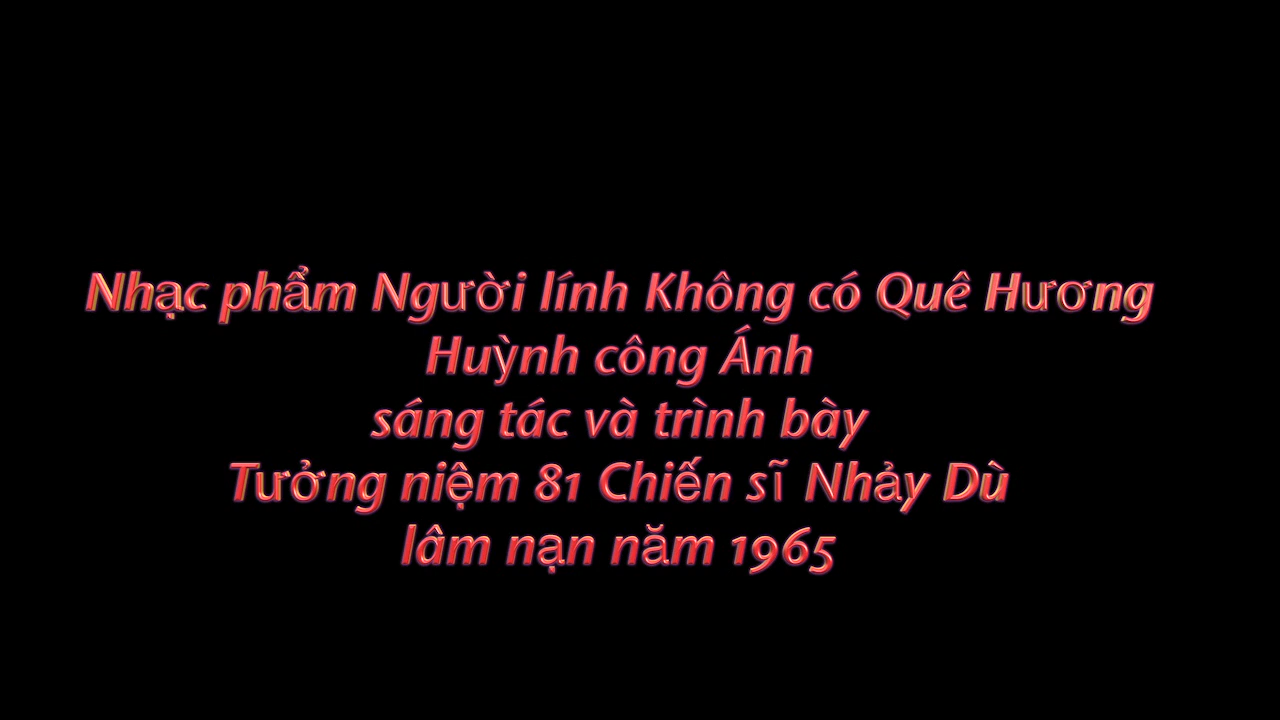 Nhạc phẩm Người lính Không có Quê Hương
Huỳnh công Ánh
sáng tác và trình bày
Tưởng niệm 81 Chiến sĩ Nhảy Dù
lâm nạn năm 1965